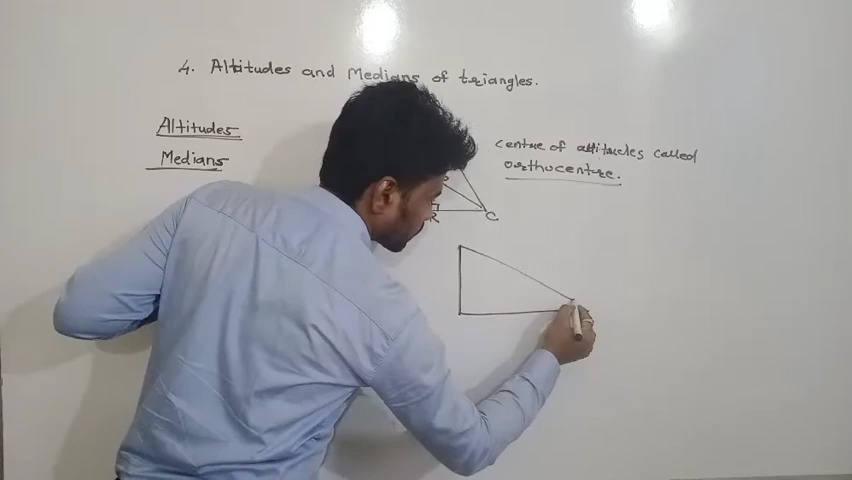 4. Altitudes and Medians of triangles.
Altitudes
Medians
Centre of altitudes called
orthocentre.
R
C